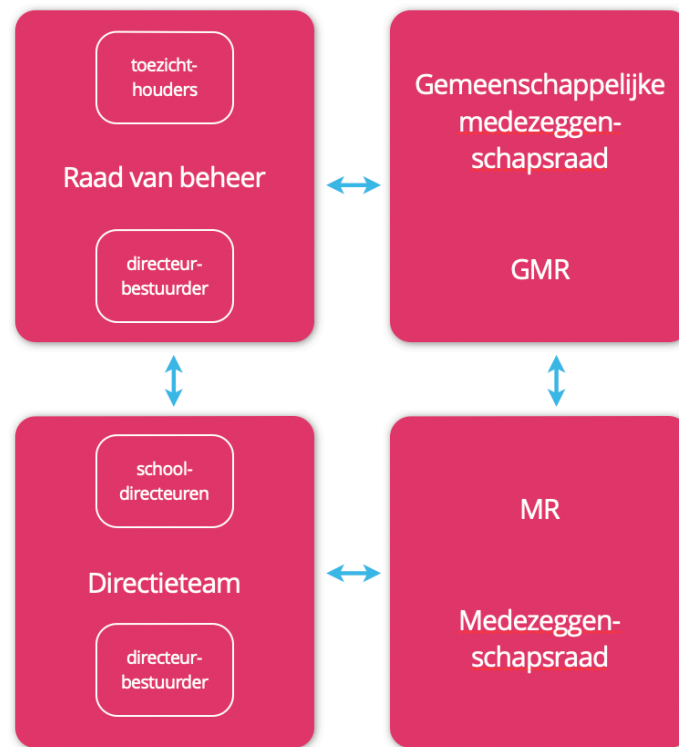 toezicht-
houders
Raad van beheer
directeur-
bestuurder
Gemeenschappelijke
medezeggen-
schapsraad
GMR
school-
directeuren
Directieteam
directeur-
bestuurder
MR
Medezeggen-
schapsraad